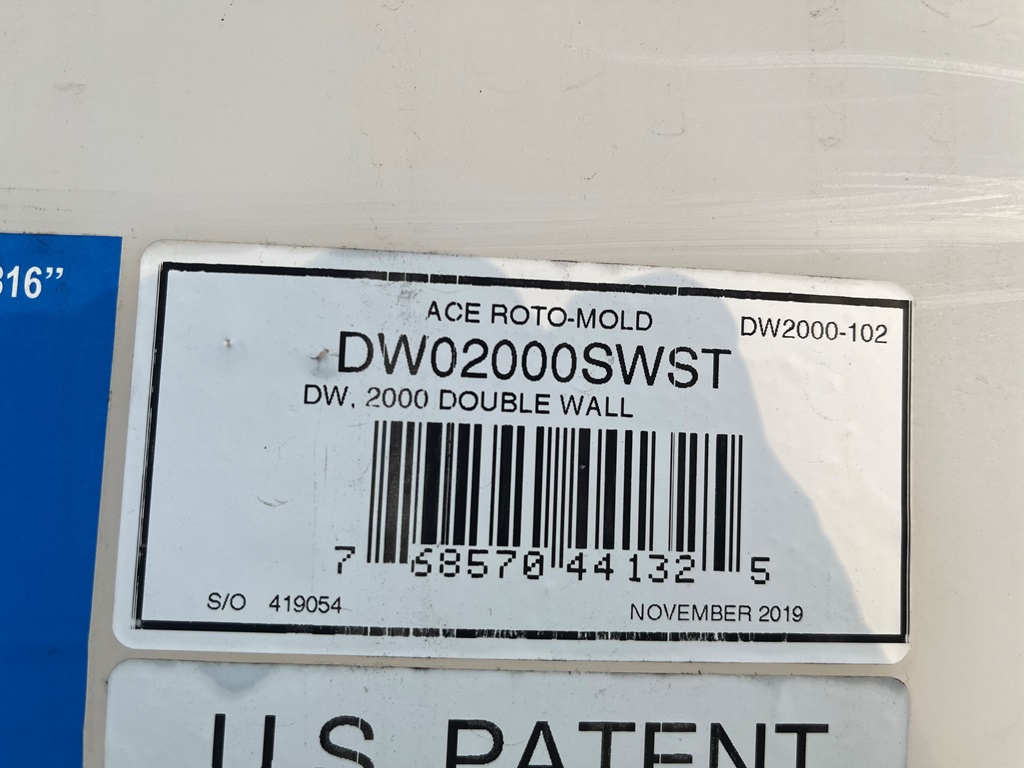 316”
ACE ROTO-MOLD
DW2000-102
DW02000SWST
DW, 2000 DOUBLE WALL
7 68570 44132 5
S/O 419054
NOVEMBER 2019
U.S. PATENT